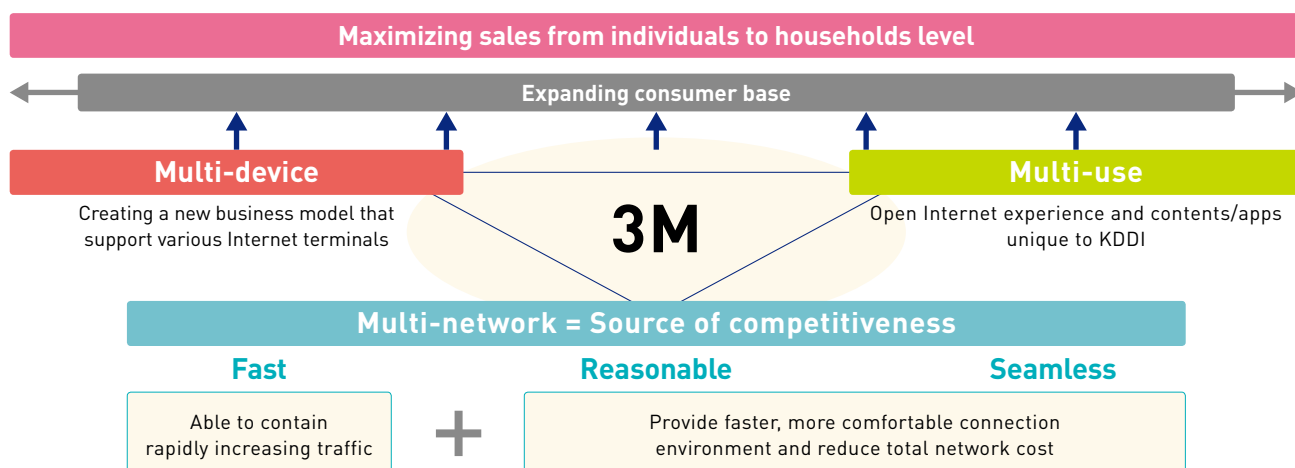 Maximizing sales from individuals to households level
Expanding consumer base
Multi-device
Multi-use
Creating a new business model that
support various Internet terminals
3M
Open Internet experience and contents/apps
unique to KDDI
Multi-network = Source of competitiveness
Fast
Reasonable
Seamless
Able to contain
rapidly increasing traffic
+
Provide faster, more comfortable connection
environment and reduce total network cost